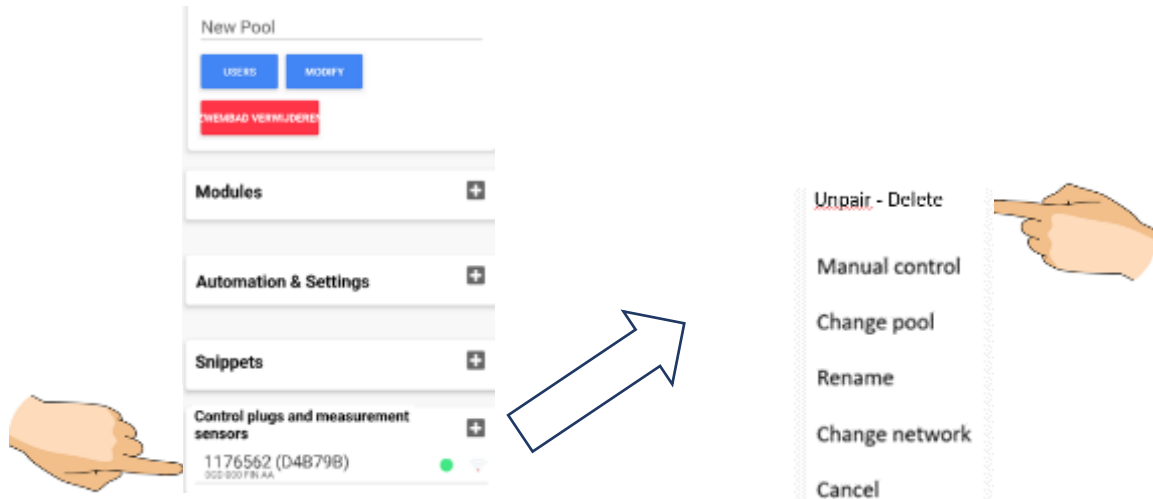 New Pool
USERS MODIFY
ZWEMBAD VERWIJDEREN
Modules
Automation & Settings
Snippets
Control plugs and measurement
sensors
1176562 (D4B79B)
Unpair - Delete
Manual control
Change pool
Rename
Change network
Cancel